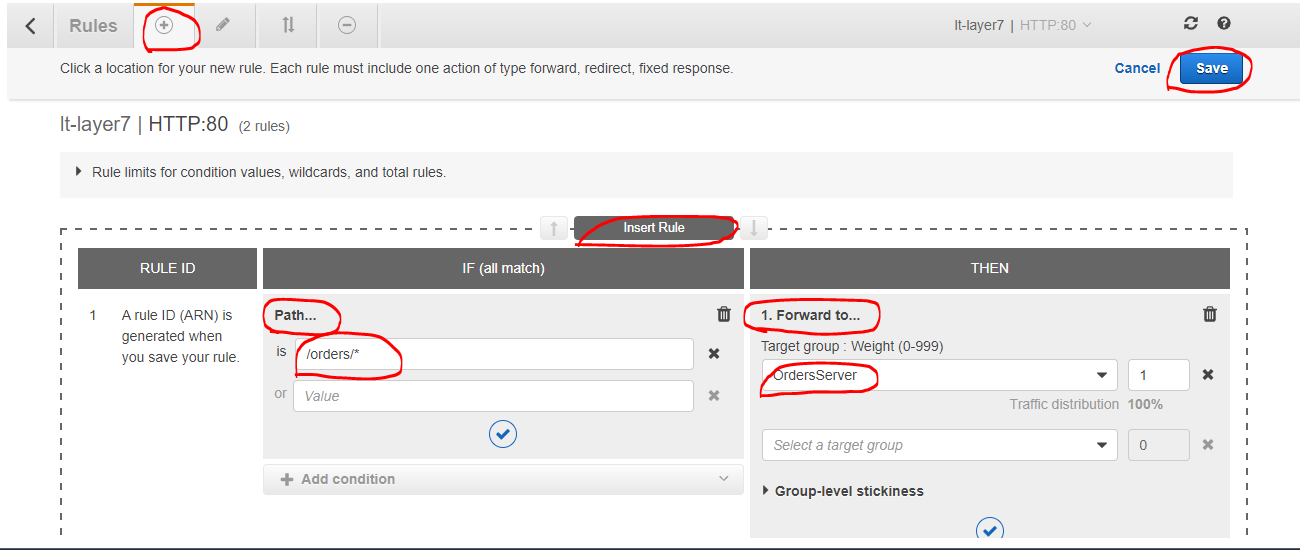 Rules
lt-layer7 | HTTP:80
Click a location for your new rule. Each rule must include one action of type forward, redirect, fixed response.
Cancel
Save
lt-layer7 | HTTP:80 (2 rules)
Rule limits for condition values, wildcards, and total rules.
Insert Rule
RULE ID
IF (all match)
THEN
1
A rule ID (ARN) is
generated when
you save your rule.
Path...
is
/orders/*
or
Value
Add condition
1. Forward to...
Target group : Weight (0-999)
OrdersServer
1
Traffic distribution 100%
Select a target group
0
Group-level stickiness